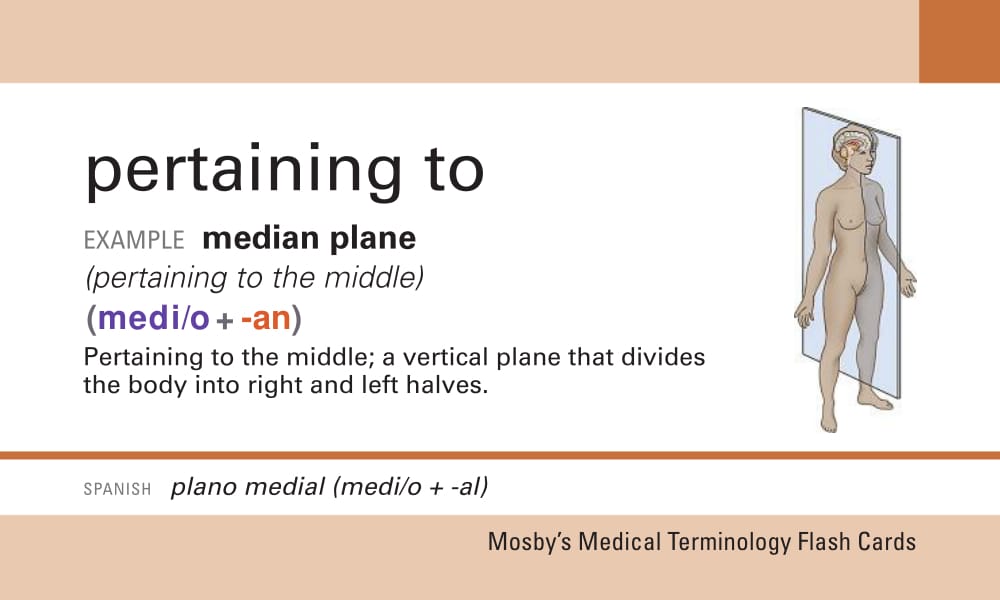 pertaining to
EXAMPLE median plane
(pertaining to the middle)
(medi/o + -an)
Pertaining to the middle; a vertical plane that divides
the body into right and left halves.
SPANISH plano medial (medi/o + -al)
Mosby's Medical Terminology Flash Cards